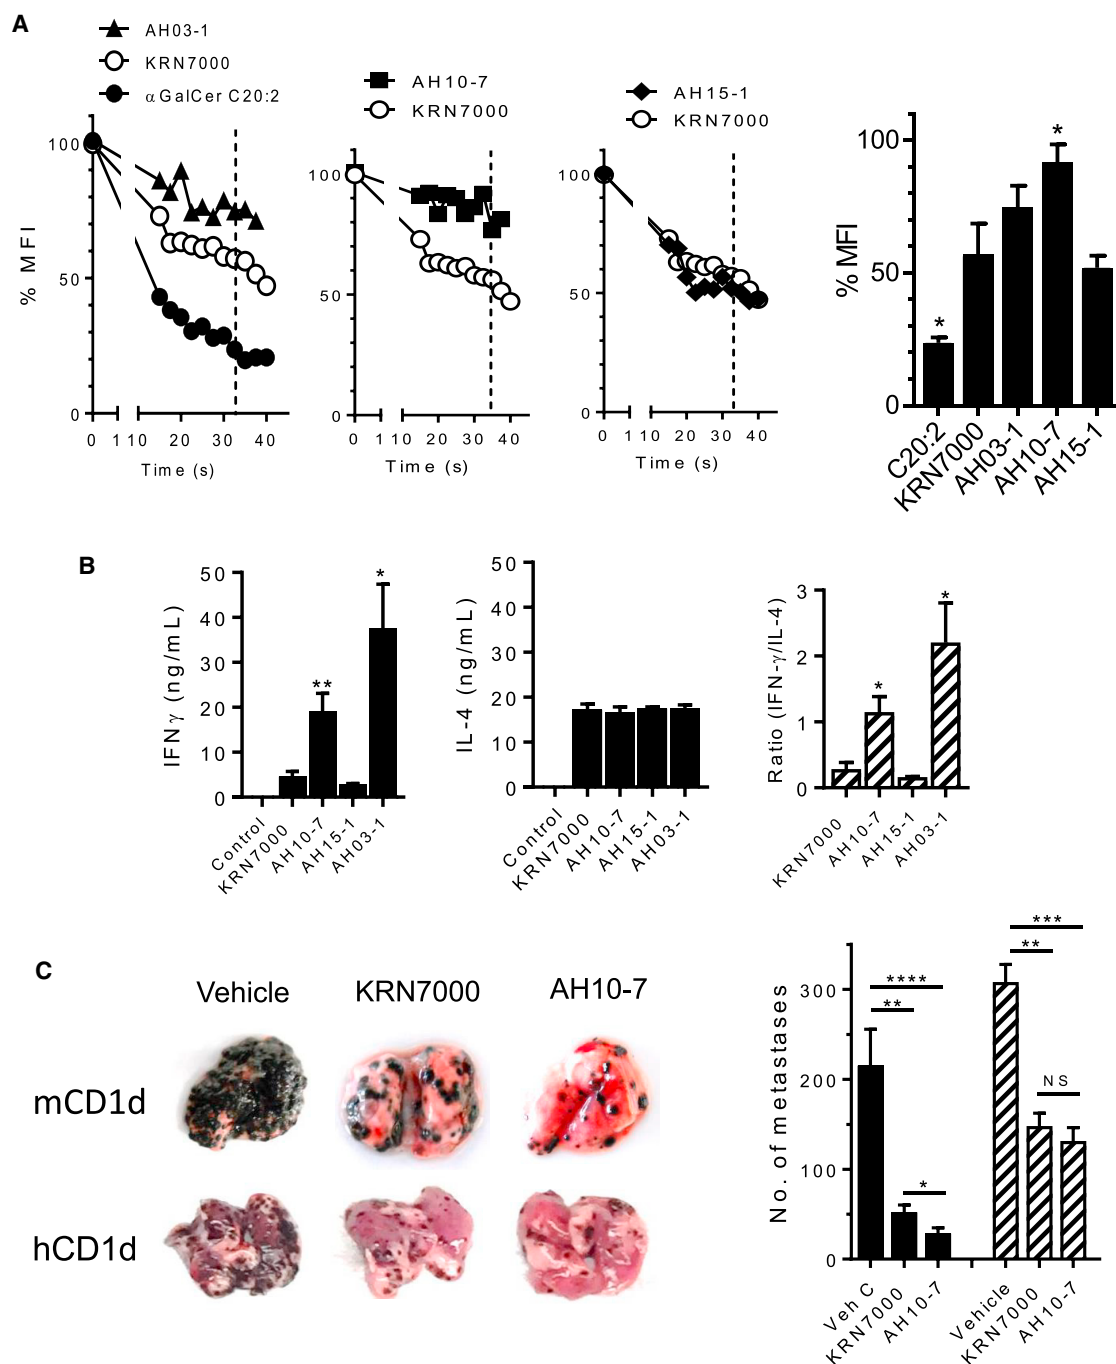 A
AH03-1
KRN7000
αGalCer C20:2
% MFI
100
50
0
0 1 10 20 30 40
Time (s)
AH10-7
KRN7000
100
50
0
0 1 10 20 30 40
Time (s)
AH15-1
KRN7000
100
50
0
0 1 10 20 30 40
Time (s)
% MFI
100
50
0
*
*
C20:2
KRN7000
AH03-1
AH10-7
AH15-1
B
IFNγ (ng/mL)
50
40
30
20
10
0
**
*
Control
KRN7000
AH10-7
AH15-1
AH03-1
IL-4 (ng/mL)
50
40
30
20
10
0
Control
KRN7000
AH10-7
AH15-1
AH03-1
Ratio (IFN-γ/IL-4)
3
2
1
0
*
*
KRN7000
AH10-7
AH15-1
AH03-1
C
Vehicle KRN7000 AH10-7
mCD1d
hCD1d
No. of metastases
300
200
100
0
****
**
*
***
**
NS
Veh C
KRN7000
AH10-7
Vehicle
KRN7000
AH10-7